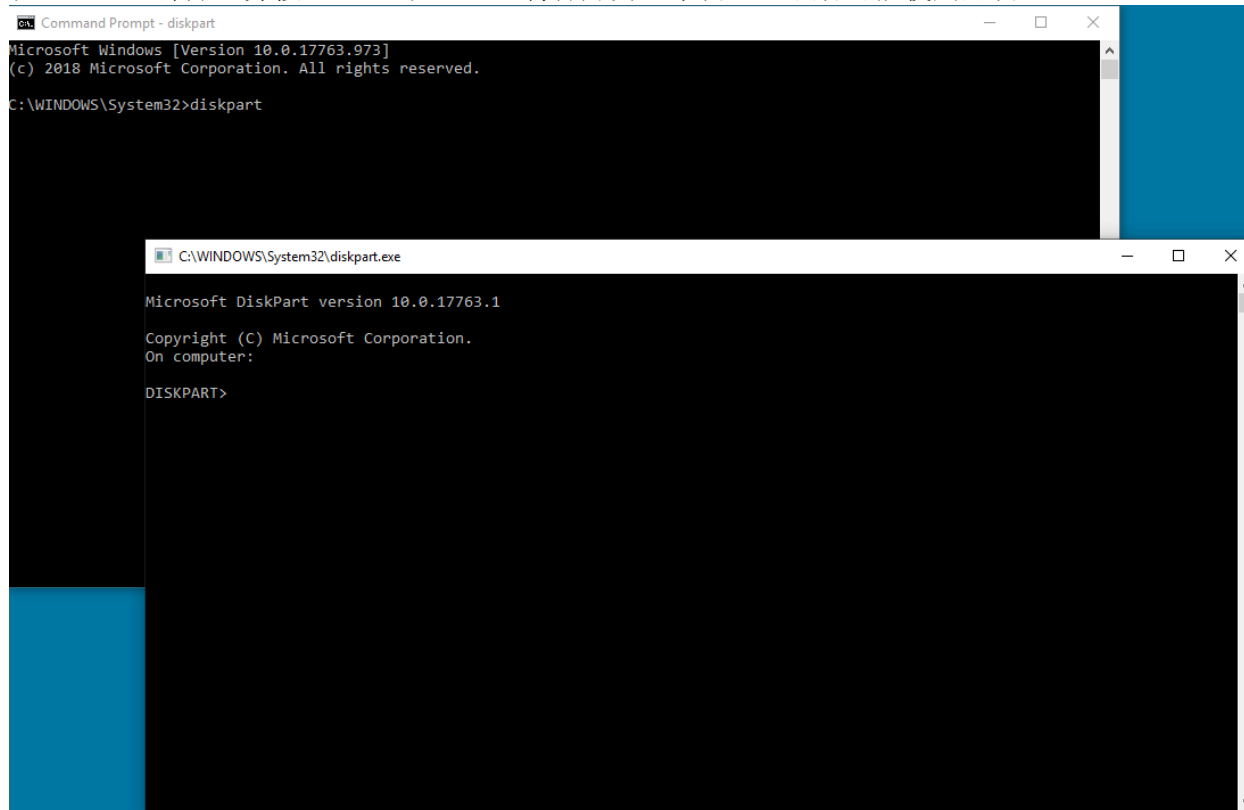 Command Prompt - diskpart
Microsoft Windows [Version 10.0.17763.973]
(c) 2018 Microsoft Corporation. All rights reserved.
C:\WINDOWS\System32>diskpart
C:\WINDOWS\System32\diskpart.exe
Microsoft DiskPart version 10.0.17763.1
Copyright (C) Microsoft Corporation.
On computer:
DISKPART>